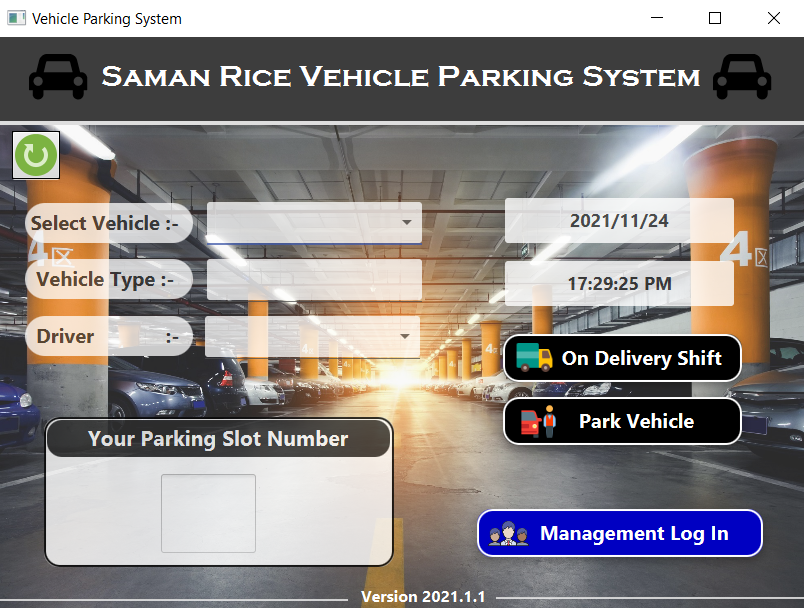 Vehicle Parking System
Saman Rice Vehicle Parking System
Select Vehicle :-
2021/11/24
Vehicle Type :-
17:29:25 PM
Driver :-
On Delivery Shift
Park Vehicle
Your Parking Slot Number
Management Log In
Version 2021.1.1